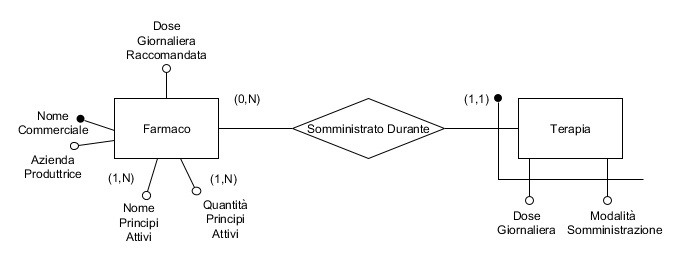 Dose
Giornaliera
Raccomandata
(0,N)
(1,1)
Nome
Commerciale
Farmaco
Somministrato Durante
Terapia
Azienda
Produttrice
(1,N)
(1,N)
Nome
Principi
Attivi
Quantità
Principi
Attivi
Dose
Giornaliera
Modalità
Somministrazione